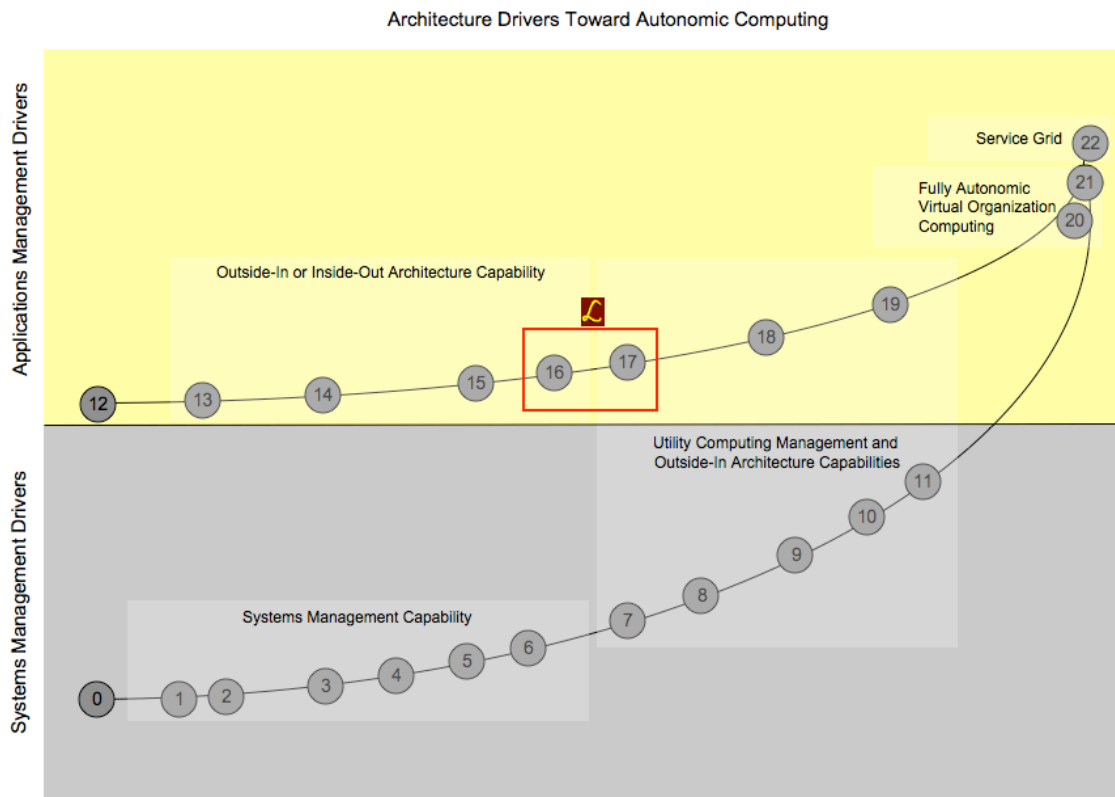 Architecture Drivers Toward Autonomic Computing
Applications Management Drivers
Service Grid
22
21
Fully Autonomic
Virtual Organization
Computing
20
Outside-In or Inside-Out Architecture Capability
L
19
18
17
16
15
14
13
12
Systems Management Drivers
Utility Computing Management and
Outside-In Architecture Capabilities
11
10
9
8
7
Systems Management Capability
6
5
4
3
2
1
0